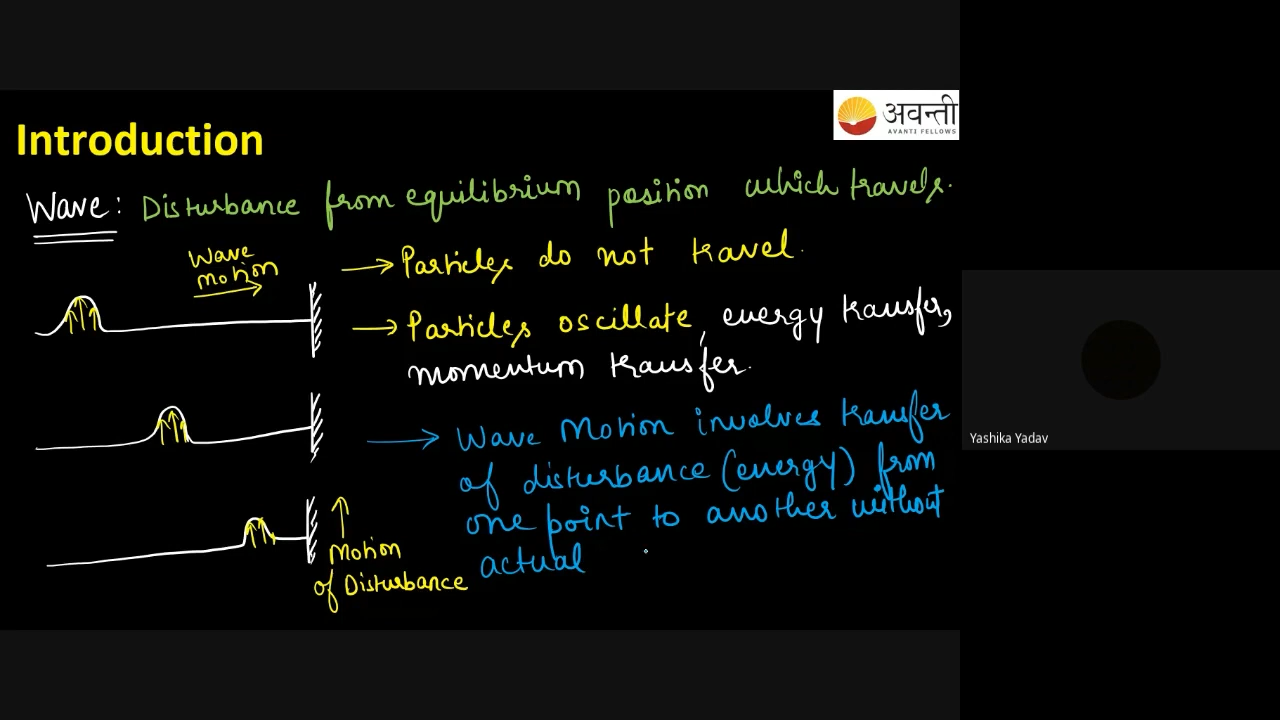 Introduction
अवन्ती
AVANTI FELLOWS
Wave: Disturbance from equilibrium position which travels.
Wave
motion
→ Particles do not travel.
→ Particles oscillate, energy transfer,
momentum transfer.
→ Wave Motion involves transfer
of disturbance (energy) from
one point to another without
actual
Motion
of Disturbance
Yashika Yadav